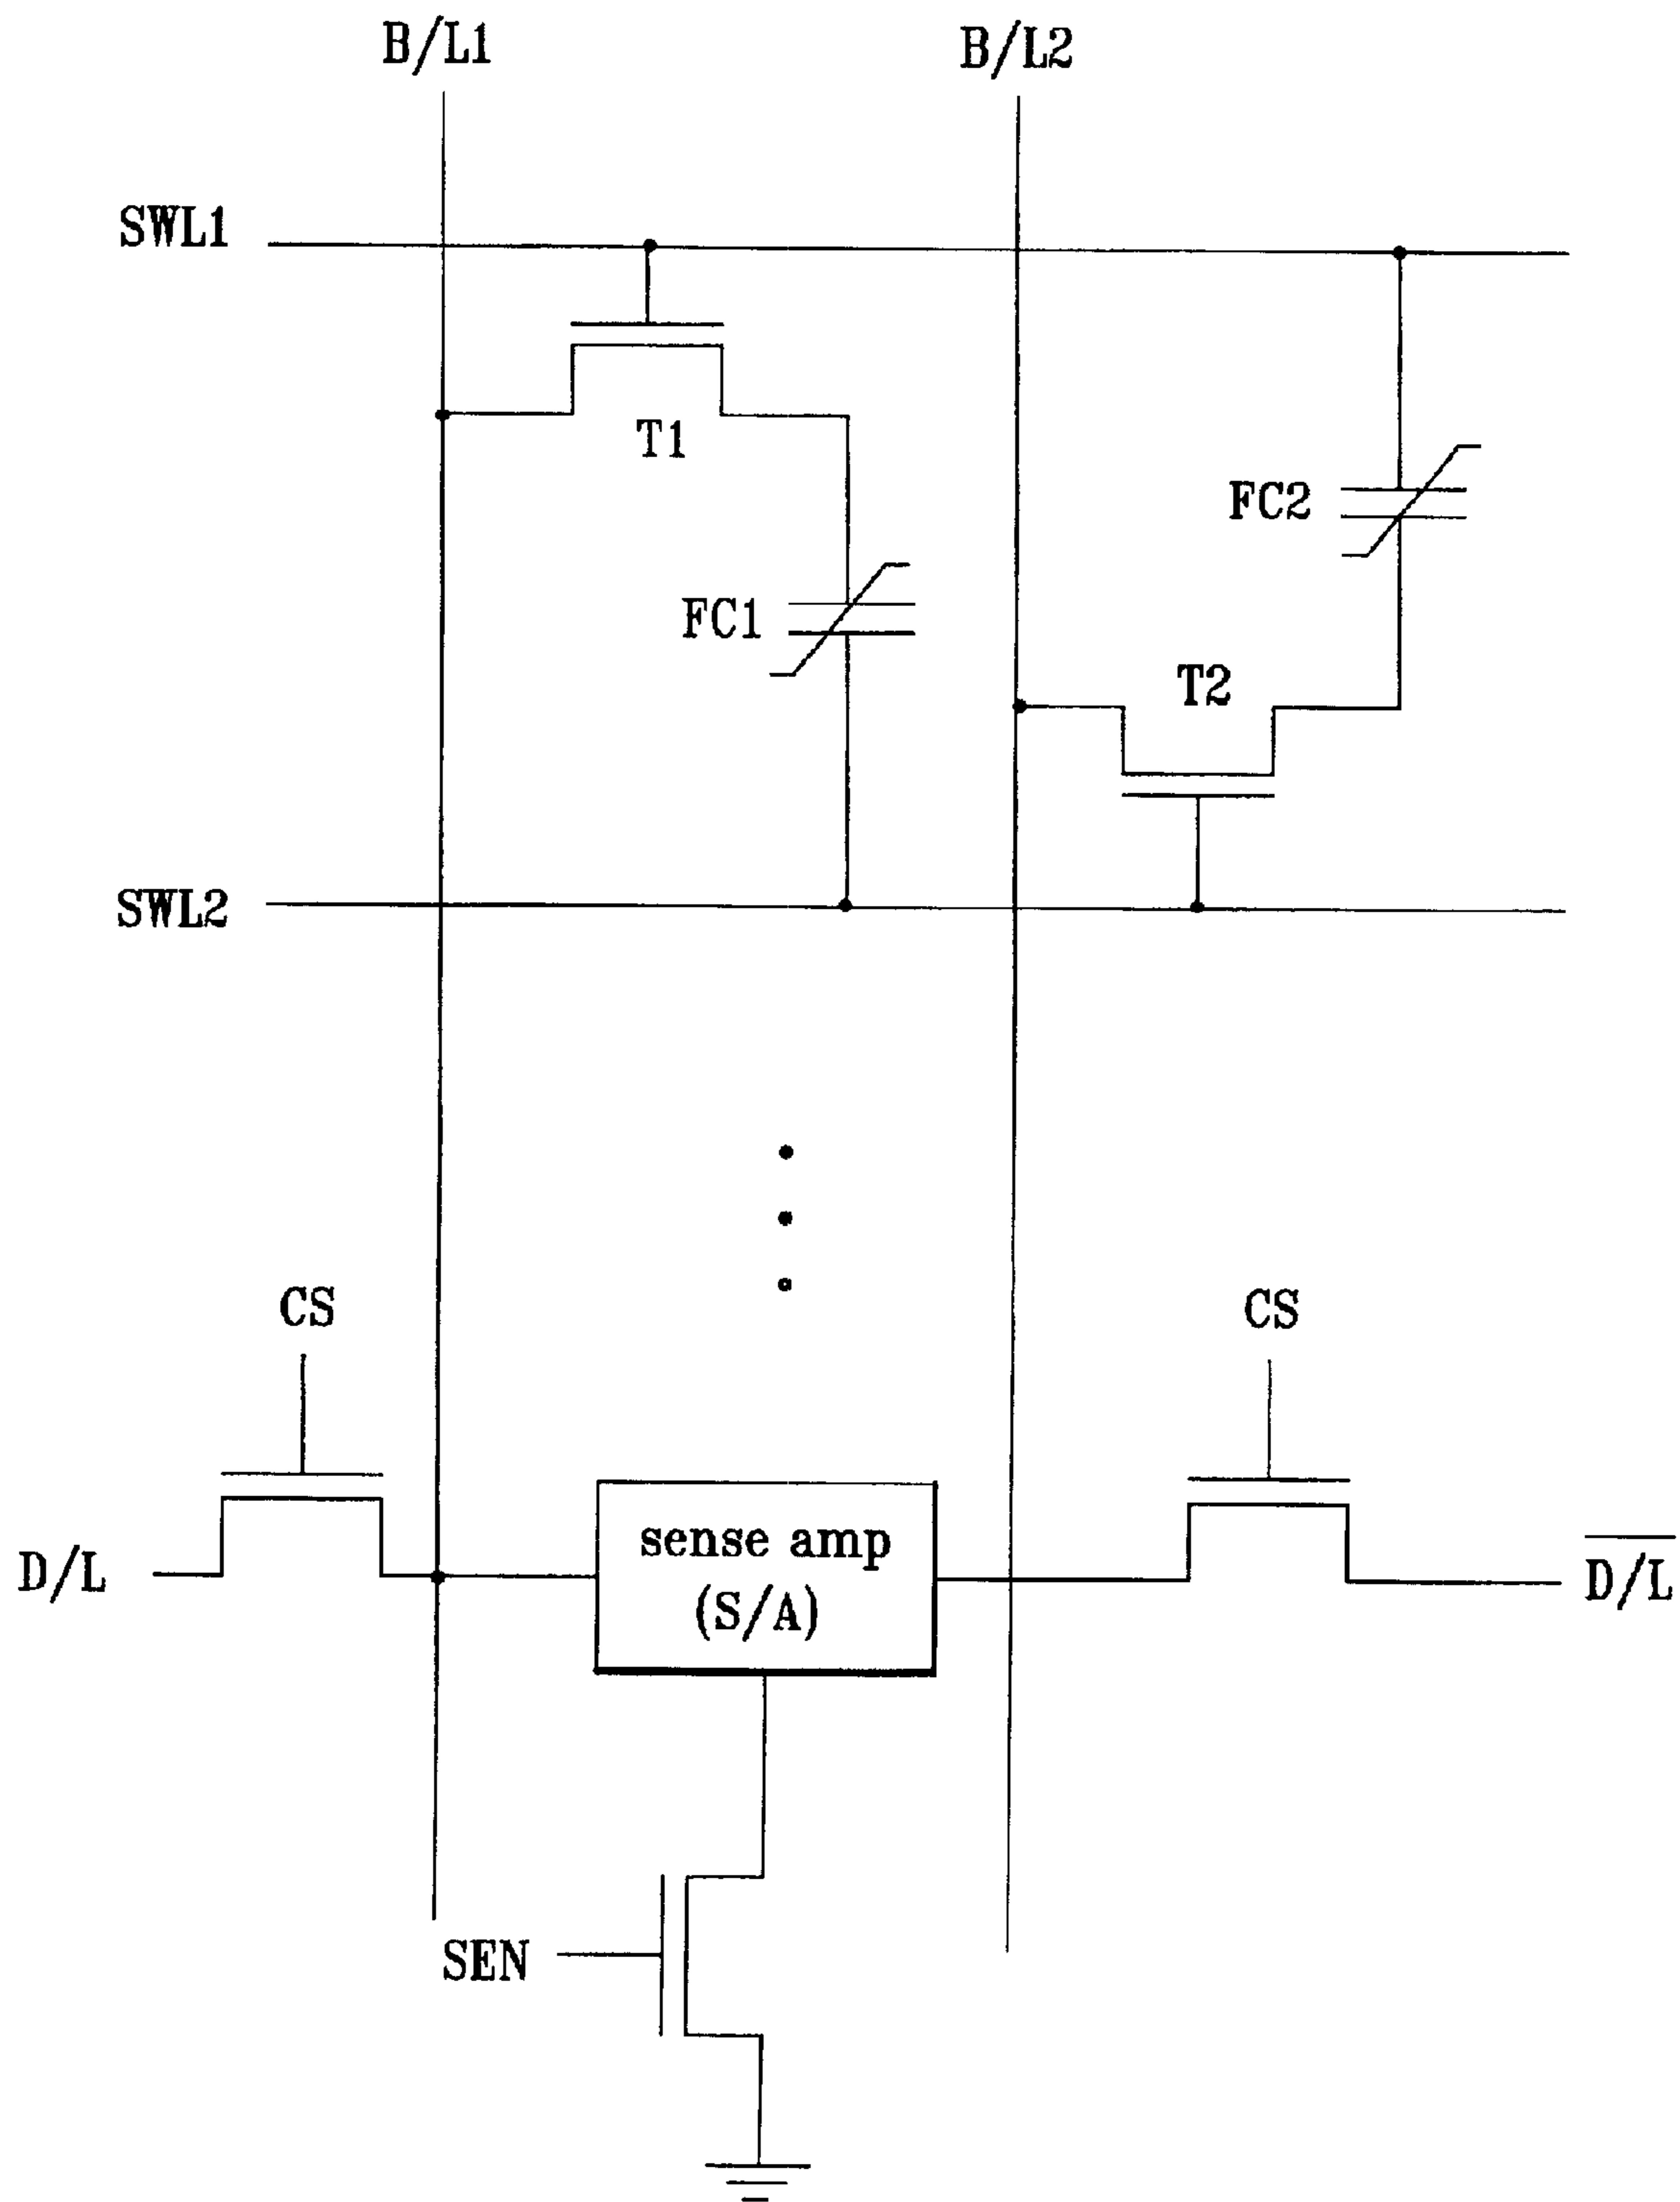 B/L1
B/L2
SWL1
T1
FC2
FC1
T2
SWL2
CS
CS
D/L
sense amp
(S/A)
D/L
SEN